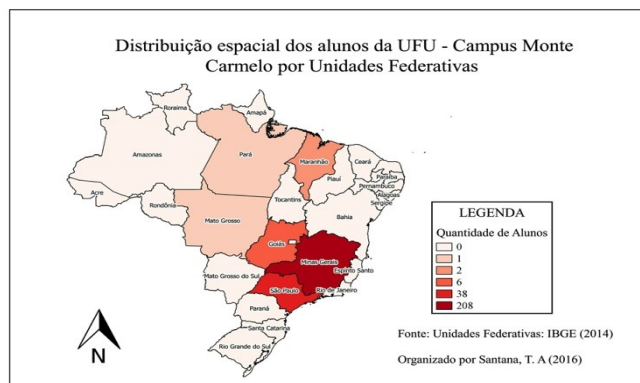 Distribuição espacial dos alunos da UFU - Campus Monte
Carmelo por Unidades Federativas
Roraima
Amapá
Amazonas
Pará
Maranhão
Ceará
Piauí
Paraíba
Pernambuco
Alagoas
Sergipe
Acre
Rondônia
Tocantins
Bahia
Mato Grosso
Goiás
Minas Gerais
Espírito Santo
Mato Grosso do Sul
São Paulo
Rio de Janeiro
Paraná
Santa Catarina
Rio Grande do Sul
N
LEGENDA
Quantidade de Alunos
0
1
2
6
38
208
Fonte: Unidades Federativas: IBGE (2014)
Organizado por Santana, T. A (2016)